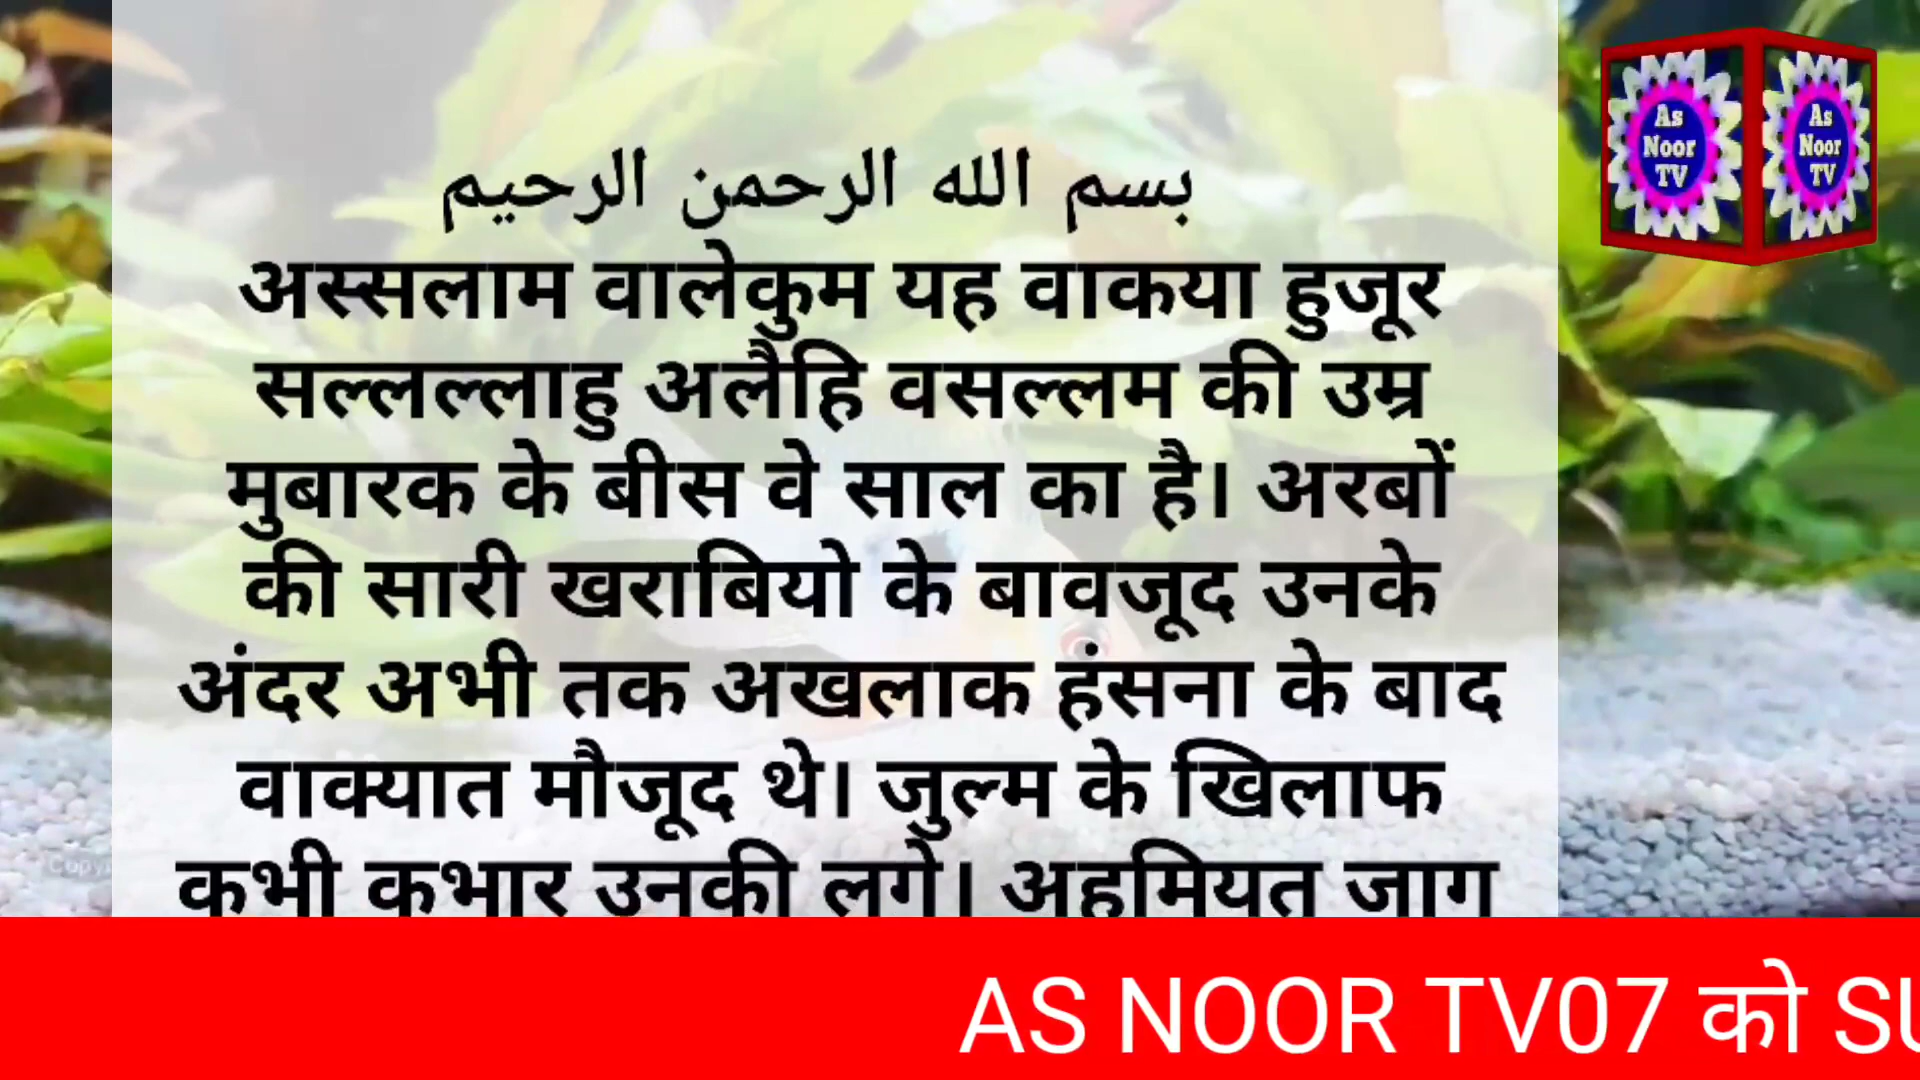 بسم الله الرحمن الرحيم
अस्सलाम वालेकुम यह वाकया हुजूर
सल्लल्लाहु अलैहि वसल्लम की उम्र
मुबारक के बीस वे साल का है। अरबों
की सारी खराबियो के बावजूद उनके
अंदर अभी तक अखलाक हंसना के बाद
वाक्यात मौजूद थे। जुल्म के खिलाफ
कभी कभार उनकी लगे। अहमियत जाग
As
Noor
TV
As
Noor
TV
AS NOOR TV07 को SU